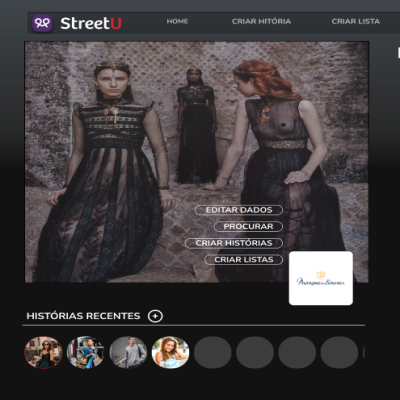 StreetU
HOME
CRIAR HITÓRIA
CRIAR LISTA
EDITAR DADOS
PROCURAR
CRIAR HISTÓRIAS
CRIAR LISTAS
Marques Soares
HISTÓRIAS RECENTES